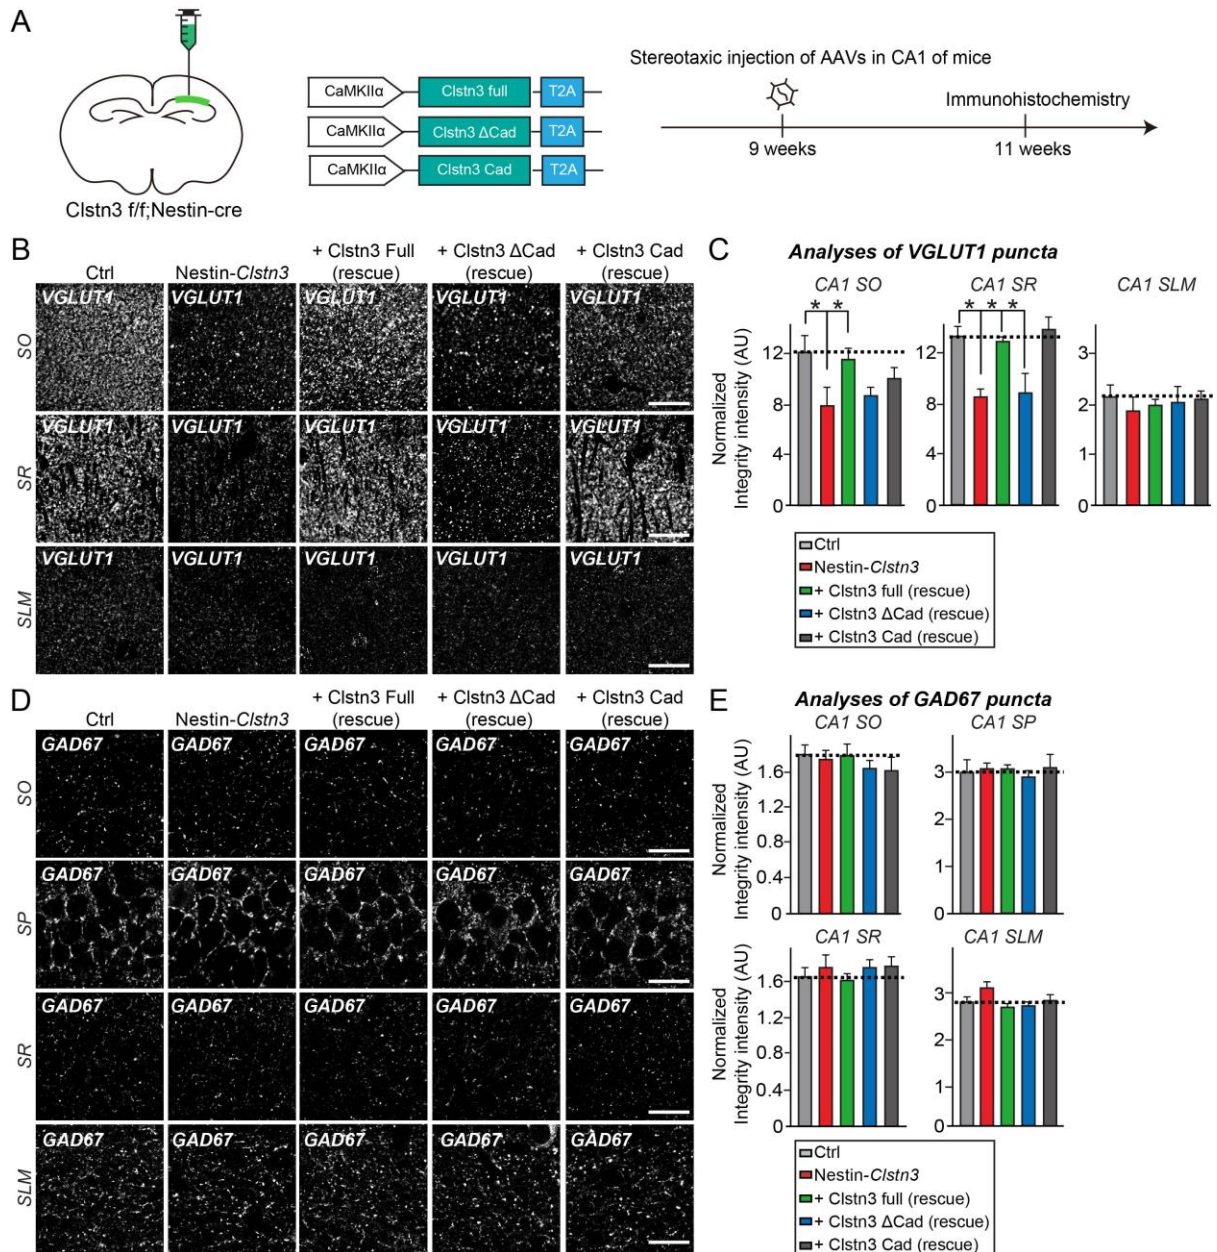 A
Clstn3 f/f;Nestin-cre
CaMKIIα Clstn3 full T2A
CaMKIIα Clstn3 ΔCad T2A
CaMKIIα Clstn3 Cad T2A
Stereotaxic injection of AAVs in CA1 of mice
Immunohistochemistry
9 weeks 11 weeks
B
Ctrl Nestin-Clstn3 + Clstn3 Full (rescue) + Clstn3 ΔCad (rescue) + Clstn3 Cad (rescue)
SO VGLUT1 VGLUT1 VGLUT1 VGLUT1 VGLUT1
SR VGLUT1 VGLUT1 VGLUT1 VGLUT1 VGLUT1
SLM VGLUT1 VGLUT1 VGLUT1 VGLUT1 VGLUT1
C Analyses of VGLUT1 puncta
CA1 SO CA1 SR CA1 SLM
* * * * *
Normalized
Integrity intensity (AU)
12 12 3
8 8 2
4 4 1
0 0 0
Ctrl
Nestin-Clstn3
+ Clstn3 full (rescue)
+ Clstn3 ΔCad (rescue)
+ Clstn3 Cad (rescue)
D
Ctrl Nestin-Clstn3 + Clstn3 Full (rescue) + Clstn3 ΔCad (rescue) + Clstn3 Cad (rescue)
SO GAD67 GAD67 GAD67 GAD67 GAD67
SP GAD67 GAD67 GAD67 GAD67 GAD67
SR GAD67 GAD67 GAD67 GAD67 GAD67
SLM GAD67 GAD67 GAD67 GAD67 GAD67
E Analyses of GAD67 puncta
CA1 SO CA1 SP
Normalized
Integrity intensity (AU)
1.6 3
1.2 2
0.8 1
0.4 0
0
CA1 SR CA1 SLM
Normalized
Integrity intensity (AU)
1.6 3
1.2 2
0.8 1
0.4 0
0
Ctrl
Nestin-Clstn3
+ Clstn3 full (rescue)
+ Clstn3 ΔCad (rescue)
+ Clstn3 Cad (rescue)